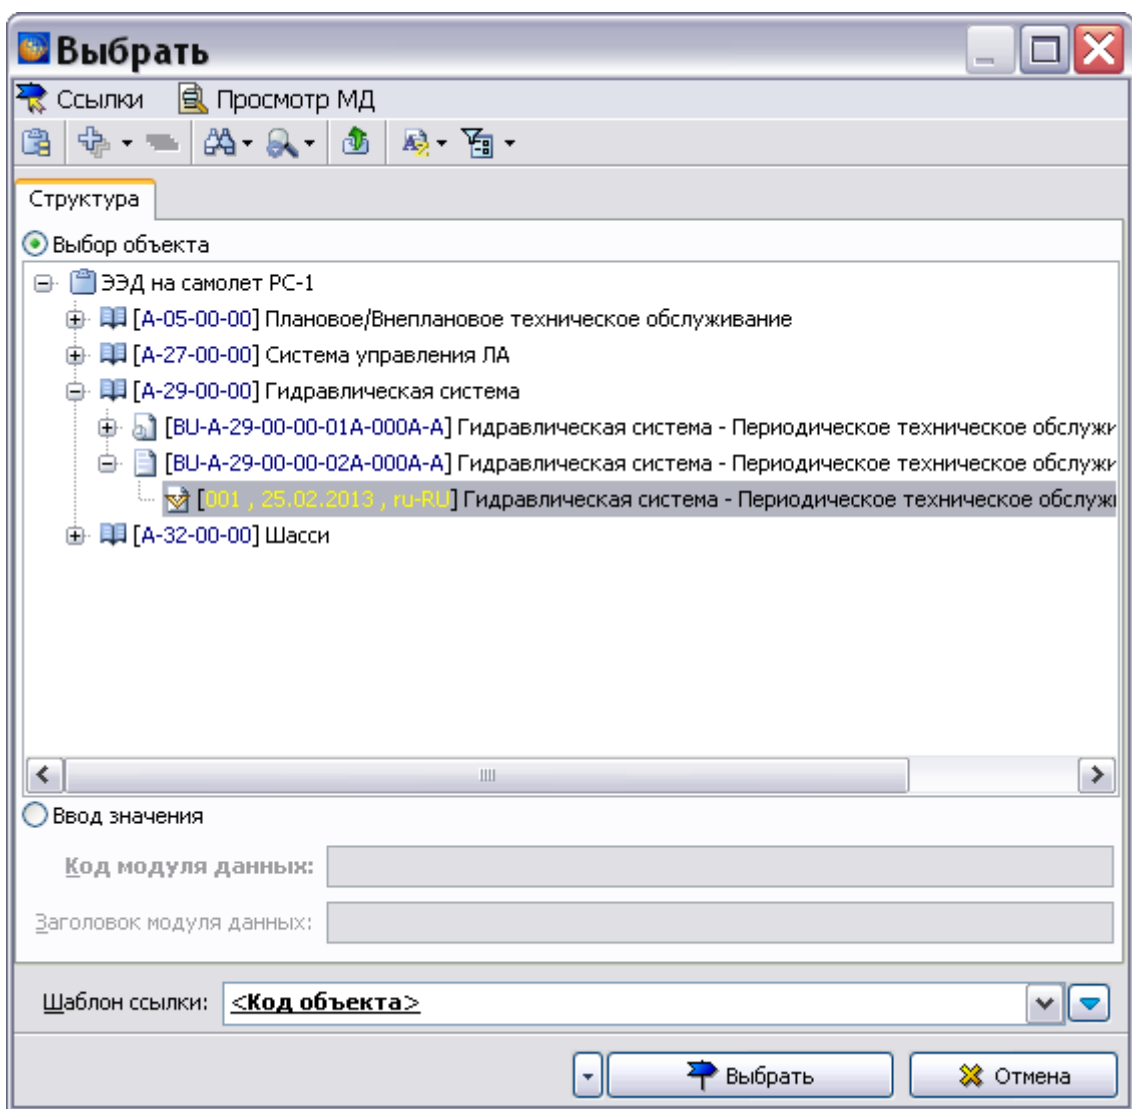 Выбрать
Ссылки Просмотр МД
Структура
Выбор объекта
ЭЭД на самолет РС-1
[A-05-00-00] Плановое/Внеплановое техническое обслуживание
[A-27-00-00] Система управления ЛА
[A-29-00-00] Гидравлическая система
[BU-A-29-00-00-01A-000A-A] Гидравлическая система - Периодическое техническое обслужи
[BU-A-29-00-00-02A-000A-A] Гидравлическая система - Периодическое техническое обслужи
[001 , 25.02.2013 , ru-RU] Гидравлическая система - Периодическое техническое обслужи
[A-32-00-00] Шасси
Ввод значения
Код модуля данных:
Заголовок модуля данных:
Шаблон ссылки: <Код объекта>
Выбрать Отмена